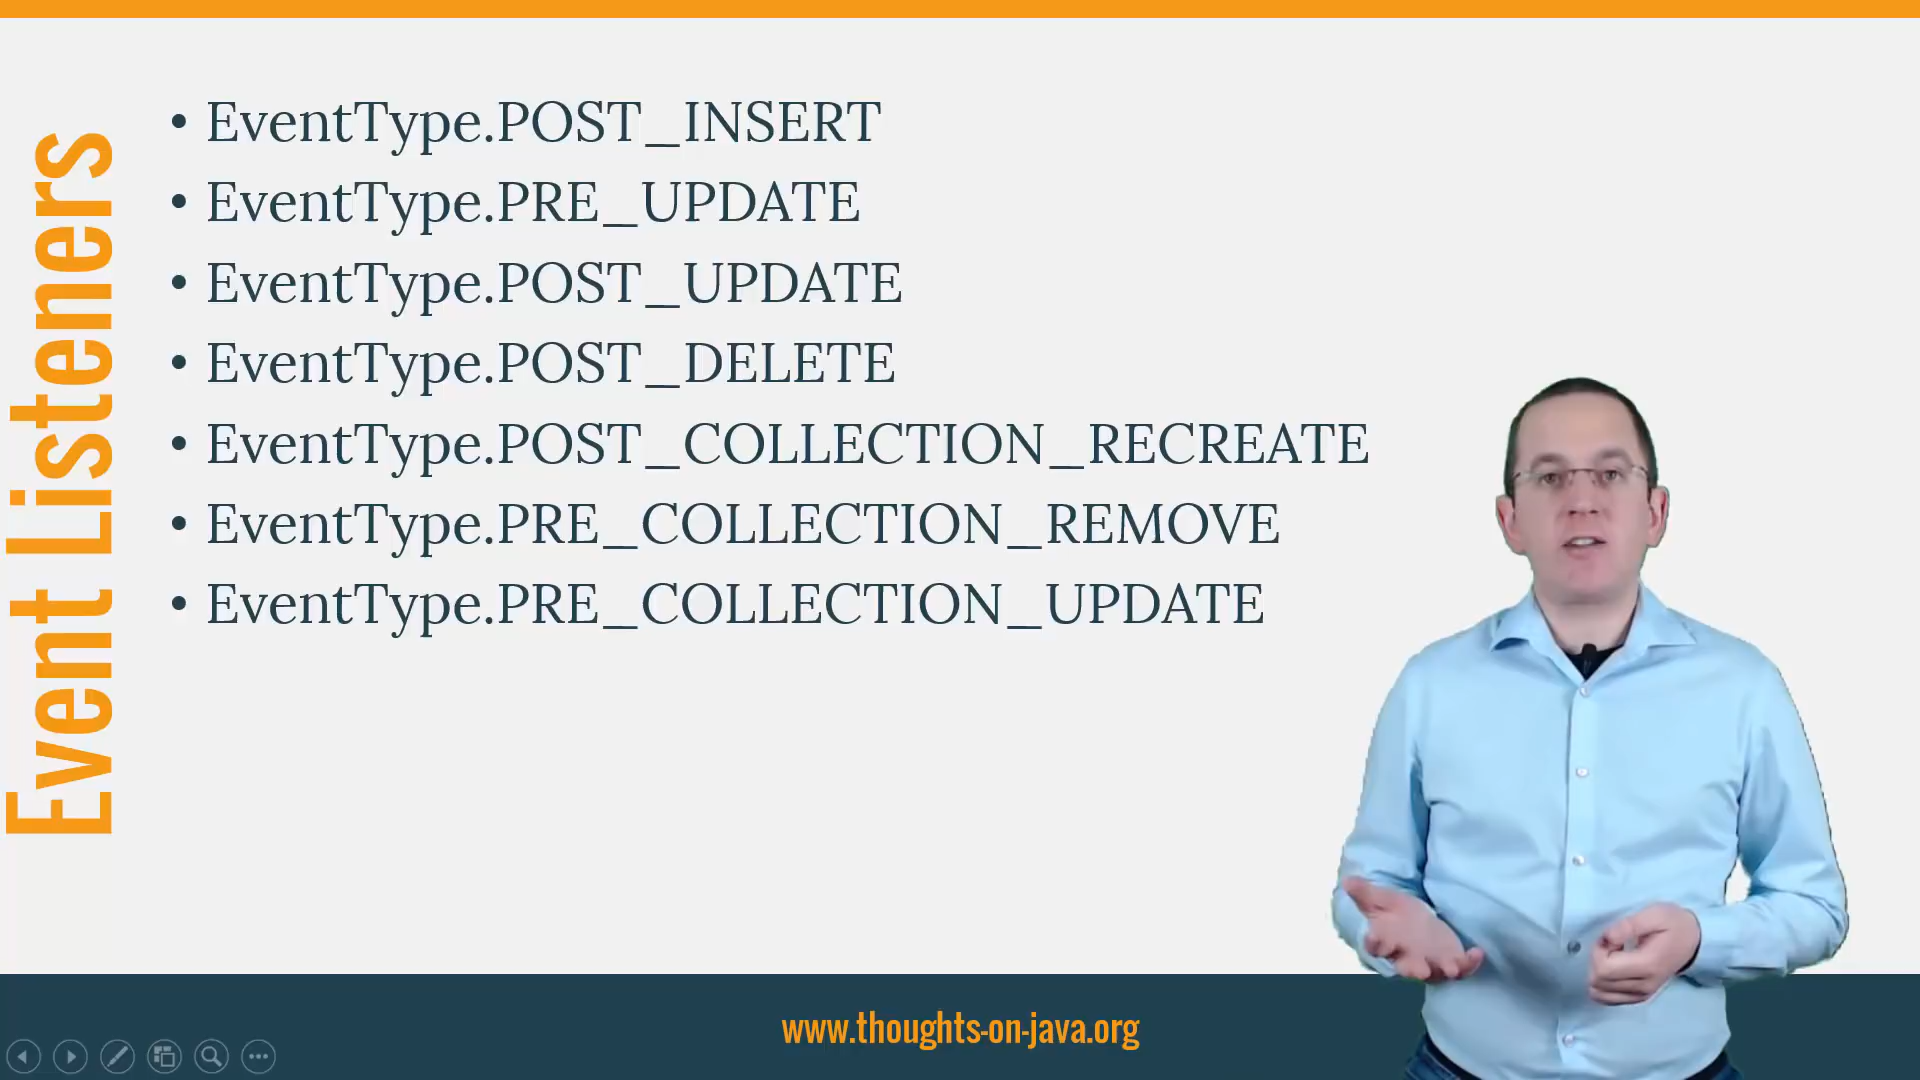 Event Listeners
• EventType.POST_INSERT
• EventType.PRE_UPDATE
• EventType.POST_UPDATE
• EventType.POST_DELETE
• EventType.POST_COLLECTION_RECREATE
• EventType.PRE_COLLECTION_REMOVE
• EventType.PRE_COLLECTION_UPDATE
www.thoughts-on-java.org